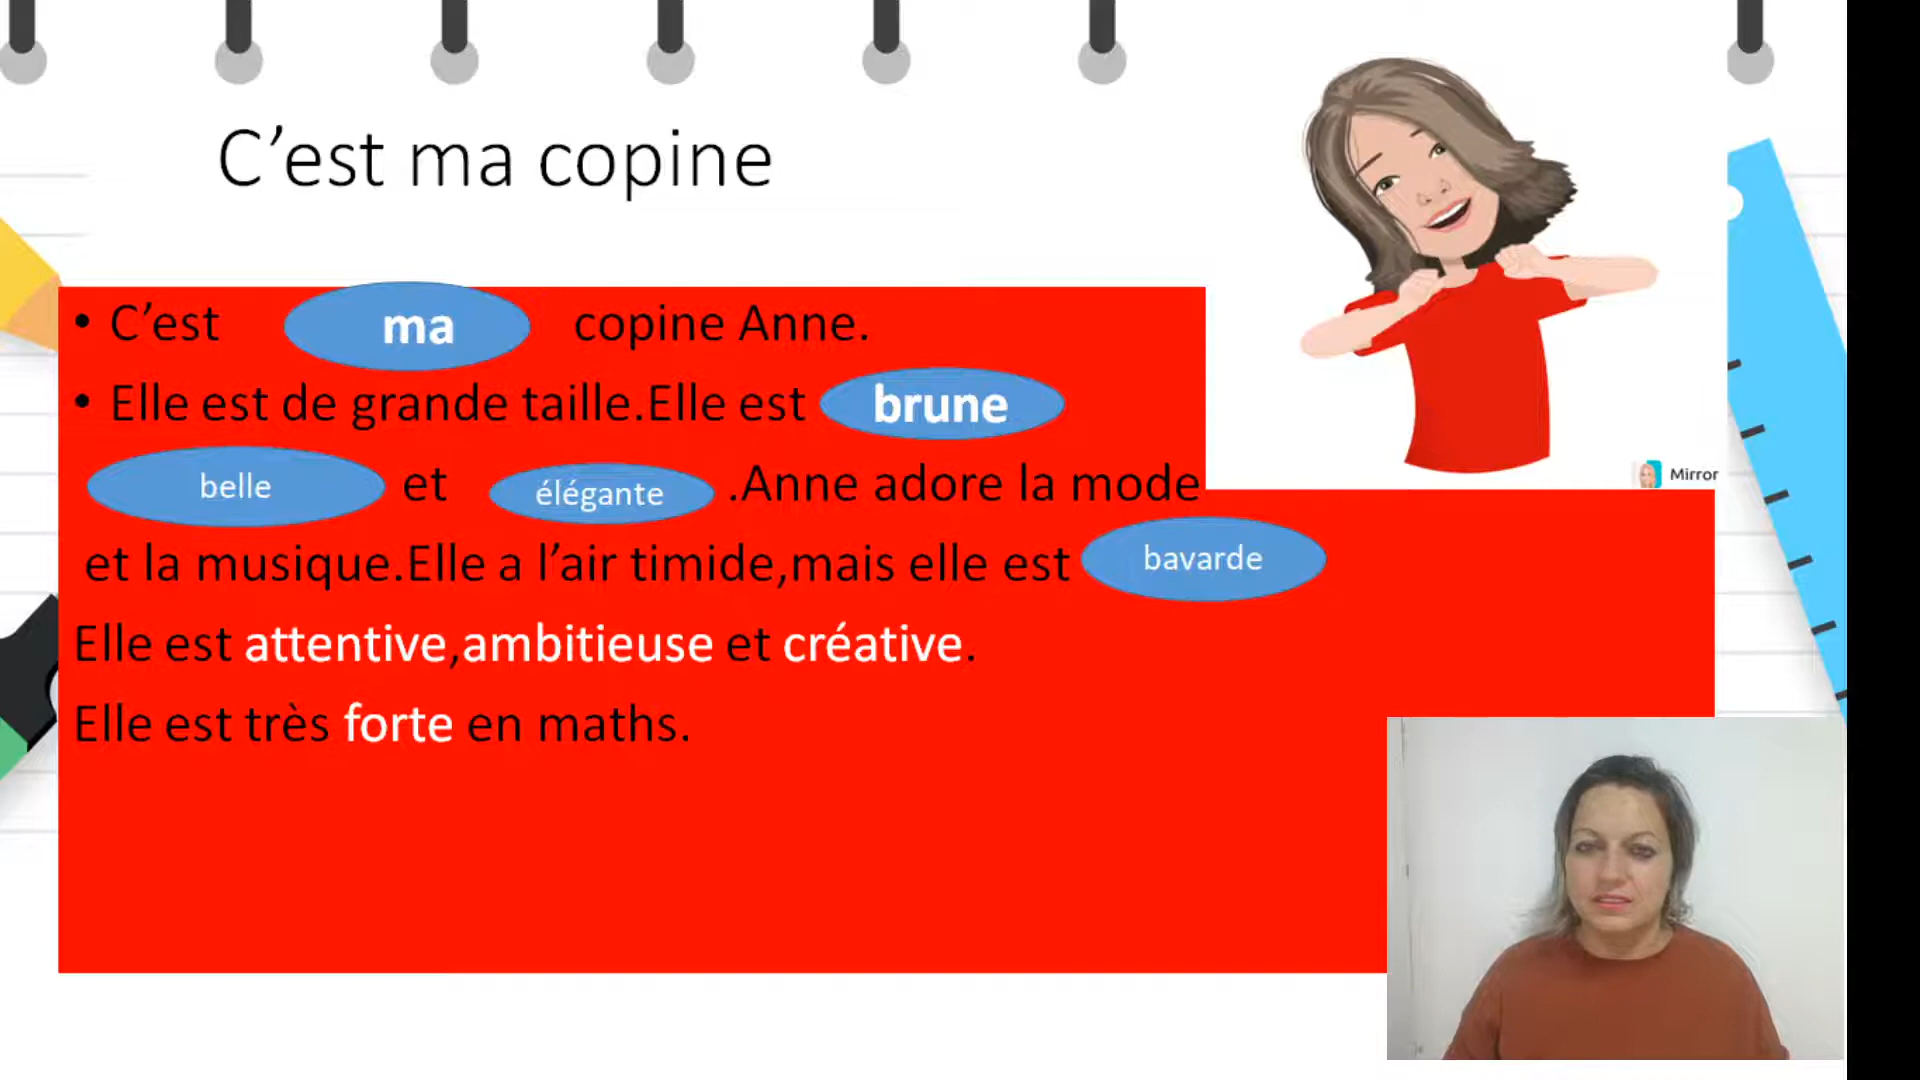 C’est ma copine
• C’est ma copine Anne.
• Elle est de grande taille.Elle est brune
belle et élégante .Anne adore la mode
Mirror
et la musique.Elle a l’air timide,mais elle est bavarde
Elle est attentive,ambitieuse et créative.
Elle est très forte en maths.